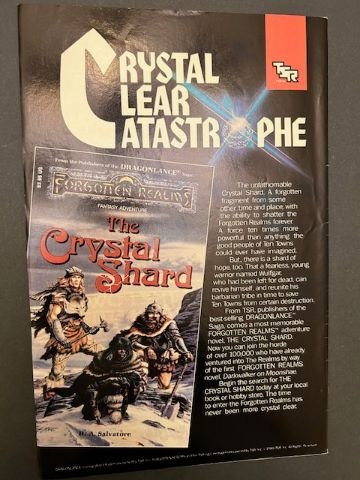 CRYSTAL
CLEAR
CATASTROPHE
TSR
From the Publishers of the DRAGONLANCE® Saga
FORGOTTEN REALMS
FANTASY ADVENTURE
The
Crystal
Shard
R. A. Salvatore
The unfathomable
Crystal Shard. A forgotten
fragment from some
other time and place, with
the ability to shatter the
Forgotten Realms forever.
A force ten times more
powerful than anything the
good people of Ten Towns
could ever have imagined.
But, there is a shard of
hope, too. That a fearless, young
warrior named Wulfgar,
who had been left for dead, can
revive himself, and reunite his
barbarian tribe in time to save
Ten Towns from certain destruction.
From TSR, publishers of the
best-selling DRAGONLANCE®
Saga, comes a most memorable
FORGOTTEN REALMS™ adventure
novel, THE CRYSTAL SHARD.
Now you can join the horde
of over 100,000 who have already
ventured into The Realms by way
of the first FORGOTTEN REALMS
novel, Darkwalker on Moonshae.
Begin the search for THE
CRYSTAL SHARD today at your local
book or hobby store. The time
to enter the Forgotten Realms has
never been more crystal clear.